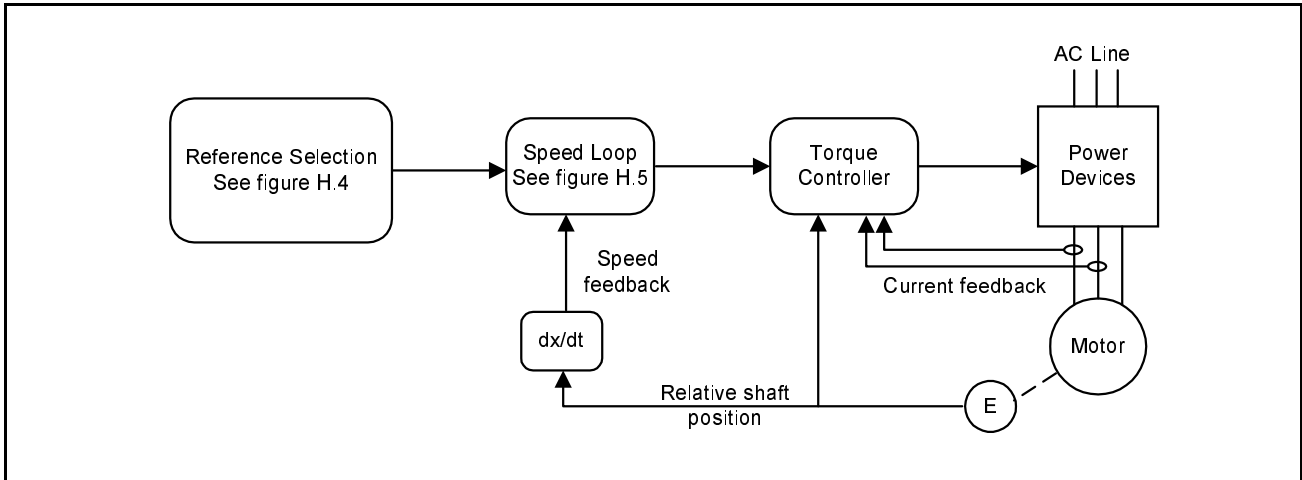 AC Line
Reference Selection
See figure H.4
Speed Loop
See figure H.5
Torque
Controller
Power
Devices
Speed
feedback
Current feedback
dx/dt
Motor
Relative shaft
position
E